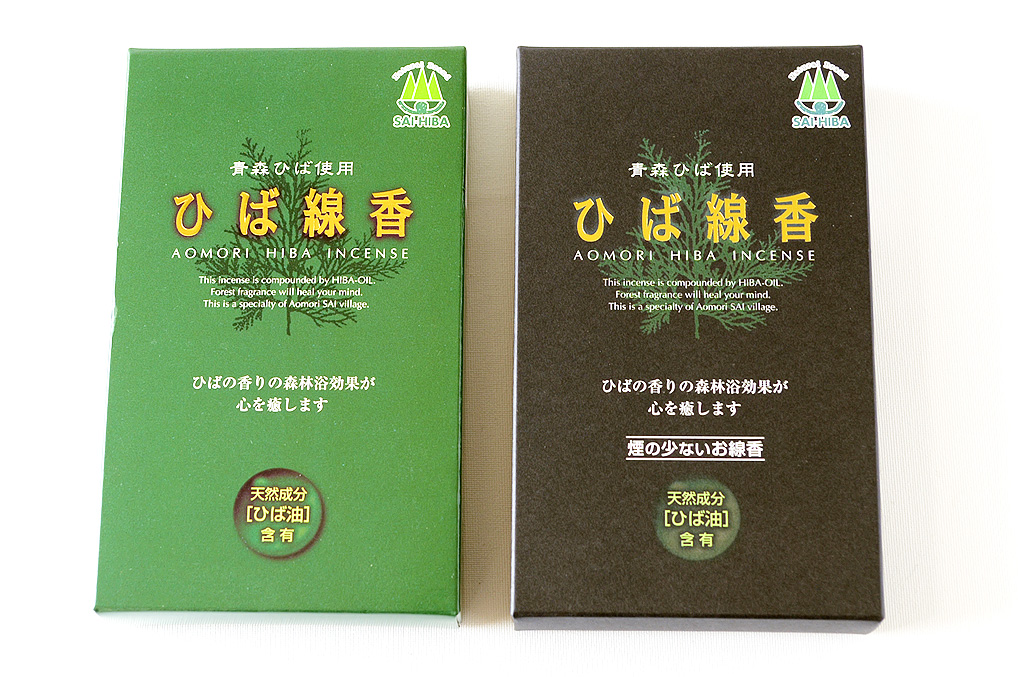 SAI-HIBA
青森ひば使用
ひば線香
AOMORI HIBA INCENSE
This incense is compounded by HIBA-OIL.
Forest fragrance will heal your mind.
This is a specialty of Aomori SAI village.
ひばの香りの森林浴効果が
心を癒します
天然成分
[ひば油]
含有
SAI-HIBA
青森ひば使用
ひば線香
AOMORI HIBA INCENSE
This incense is compounded by HIBA-OIL.
Forest fragrance will heal your mind.
This is a specialty of Aomori SAI village.
ひばの香りの森林浴効果が
心を癒します
煙の少ないお線香
天然成分
[ひば油]
含有